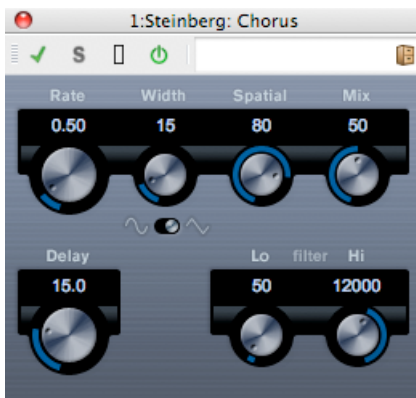 1:Steinberg: Chorus
S
Rate Width Spatial Mix
0.50 15 80 50
Delay Lo filter Hi
15.0 50 12000